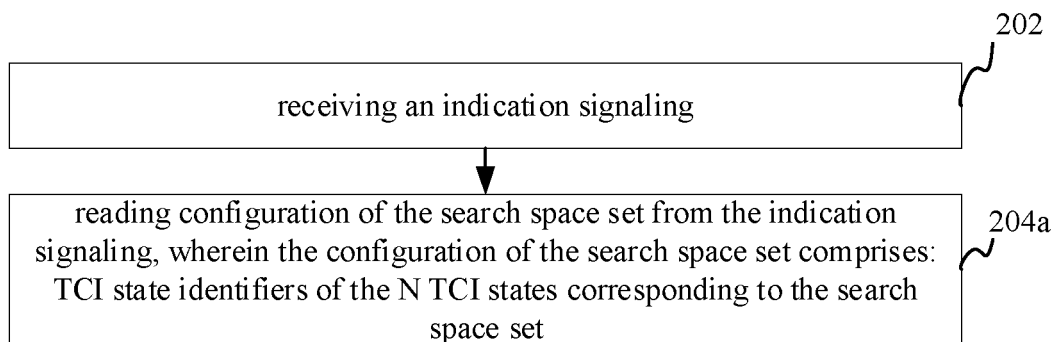 202
receiving an indication signaling
reading configuration of the search space set from the indication
signaling, wherein the configuration of the search space set comprises:
TCI state identifiers of the N TCI states corresponding to the search
space set
204a